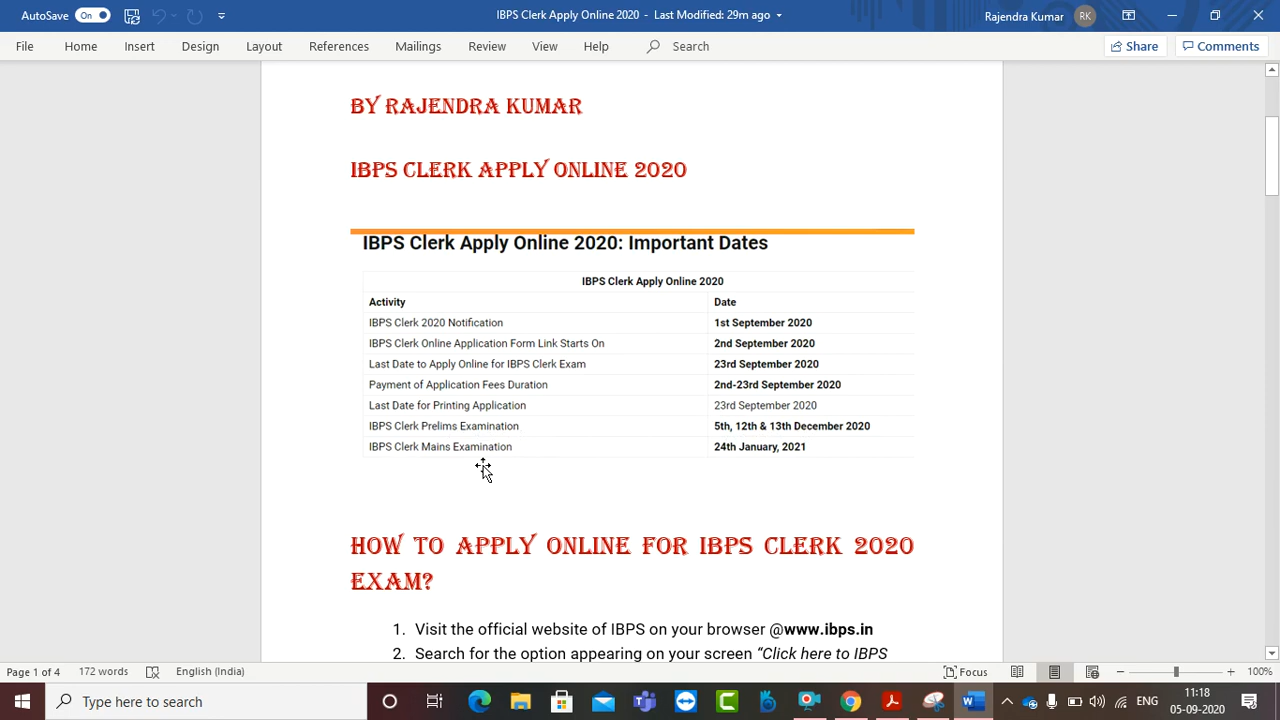 AutoSave On IBPS Clerk Apply Online 2020 - Last Modified: 29m ago Rajendra Kumar RK
File Home Insert Design Layout References Mailings Review View Help Search Share Comments
BY RAJENDRA KUMAR
IBPS CLERK APPLY ONLINE 2020
IBPS Clerk Apply Online 2020: Important Dates
IBPS Clerk Apply Online 2020
Activity Date
IBPS Clerk 2020 Notification 1st September 2020
IBPS Clerk Online Application Form Link Starts On 2nd September 2020
Last Date to Apply Online for IBPS Clerk Exam 23rd September 2020
Payment of Application Fees Duration 2nd-23rd September 2020
Last Date for Printing Application 23rd September 2020
IBPS Clerk Prelims Examination 5th, 12th & 13th December 2020
IBPS Clerk Mains Examination 24th January, 2021
HOW TO APPLY ONLINE FOR IBPS CLERK 2020
EXAM?
1. Visit the official website of IBPS on your browser @www.ibps.in
2. Search for the option appearing on your screen “Click here to IBPS
Page 1 of 4 172 words English (India) Focus 100%
Type here to search ENG 11:18
05-09-2020